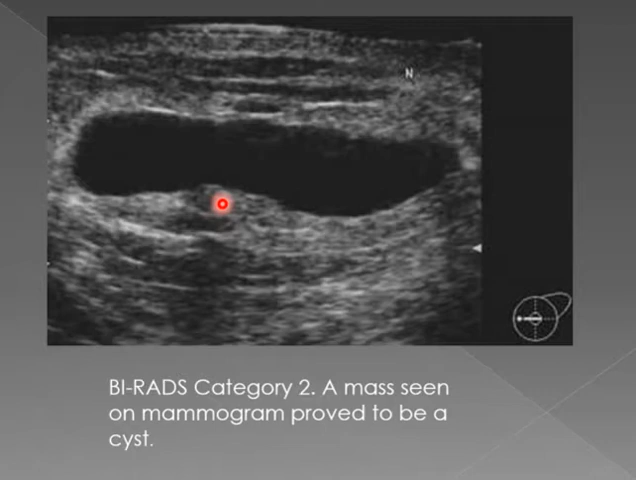 N
BI-RADS Category 2. A mass seen
on mammogram proved to be a
cyst.